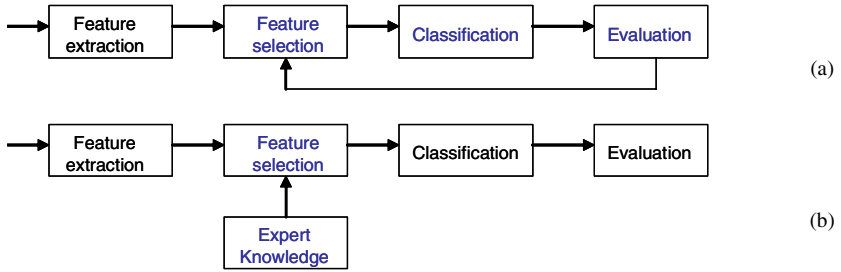 Feature extraction
Feature selection
Classification
Evaluation
(a)
Feature extraction
Feature selection
Classification
Evaluation
Expert Knowledge
(b)